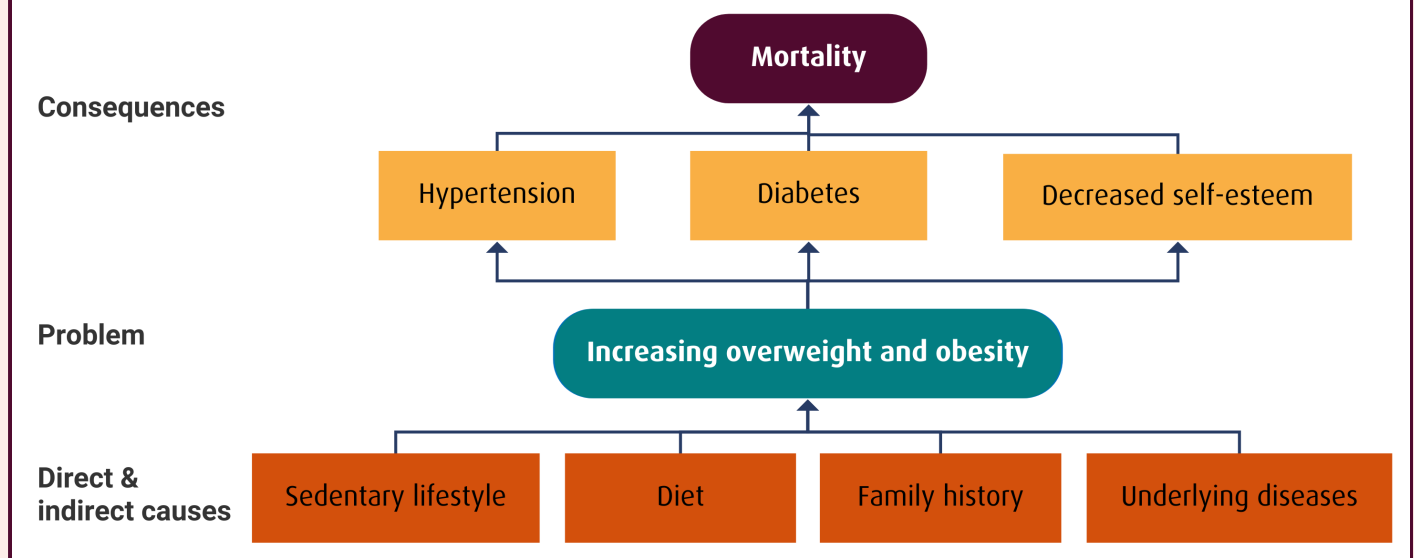 Mortality
Consequences
Hypertension
Diabetes
Decreased self-esteem
Problem
Increasing overweight and obesity
Direct &
indirect causes
Sedentary lifestyle
Diet
Family history
Underlying diseases